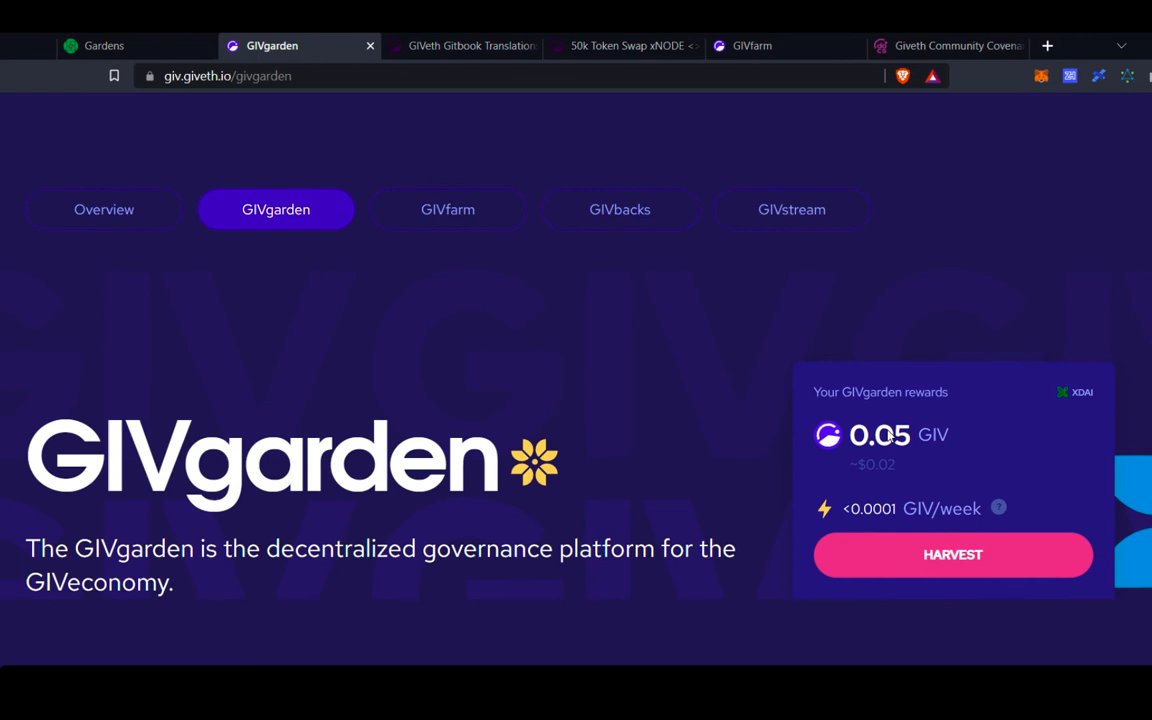 Gardens
GIVgarden
GIVeth Gitbook Translation
50k Token Swap xNODE <>
GIVfarm
Giveth Community Covena
giv.giveth.io/givgarden
Overview
GIVgarden
GIVfarm
GIVbacks
GIVstream
Your GIVgarden rewards
XDAI
0.05 GIV
~$0.02
<0.0001 GIV/week ?
HARVEST
GIVgarden
The GIVgarden is the decentralized governance platform for the
GIVeconomy.